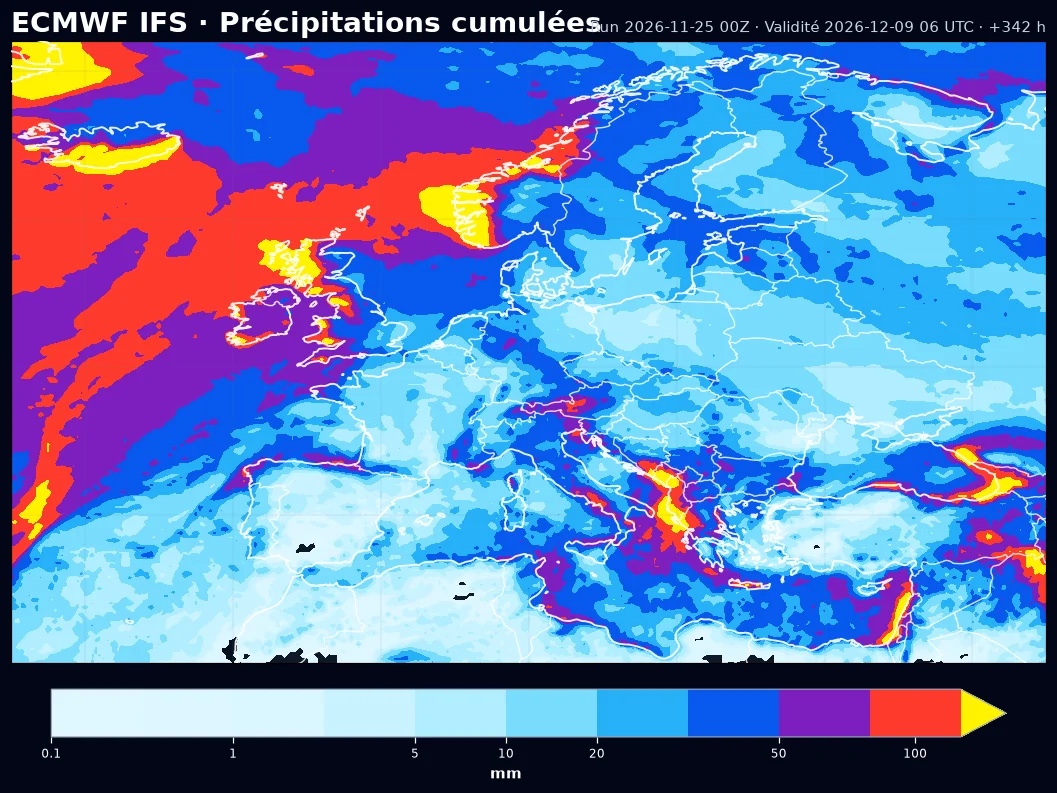 ECMWF IFS · Précipitations cumulées
Run 2026-11-25 00Z · Validité 2026-12-09 06 UTC · +342 h
0.1 1 5 10 20 50 100
mm